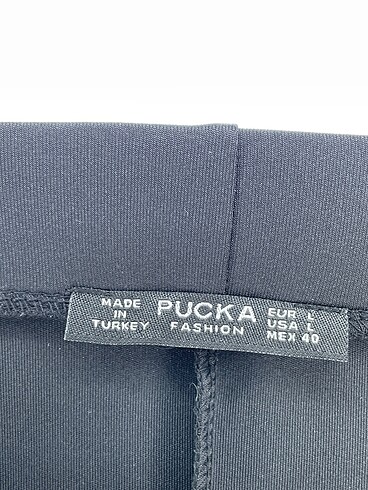 MADE
IN
TURKEY
PUCKA
FASHION
EUR L
USA L
MEX 40